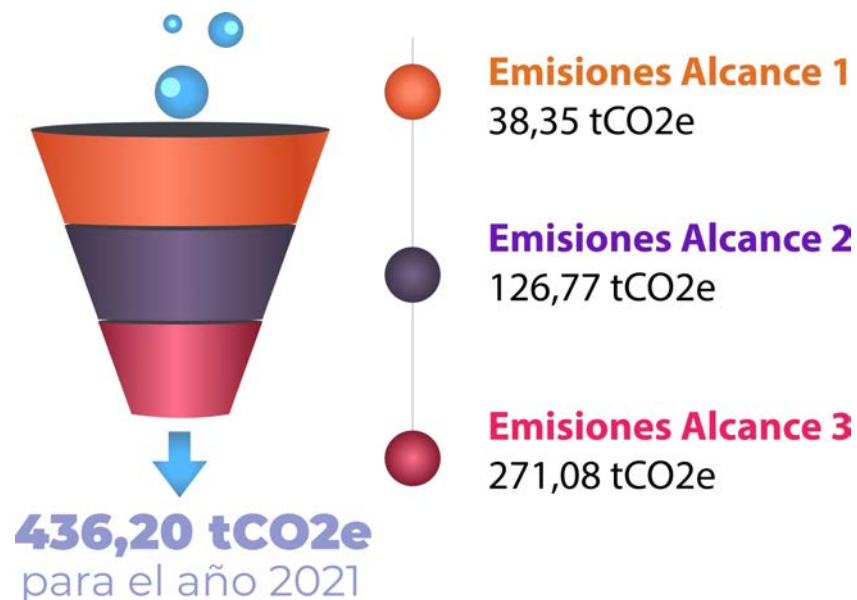 Emisiones Alcance 1
38,35 tCO2e
Emisiones Alcance 2
126,77 tCO2e
Emisiones Alcance 3
271,08 tCO2e
436,20 tCO2e
para el año 2021